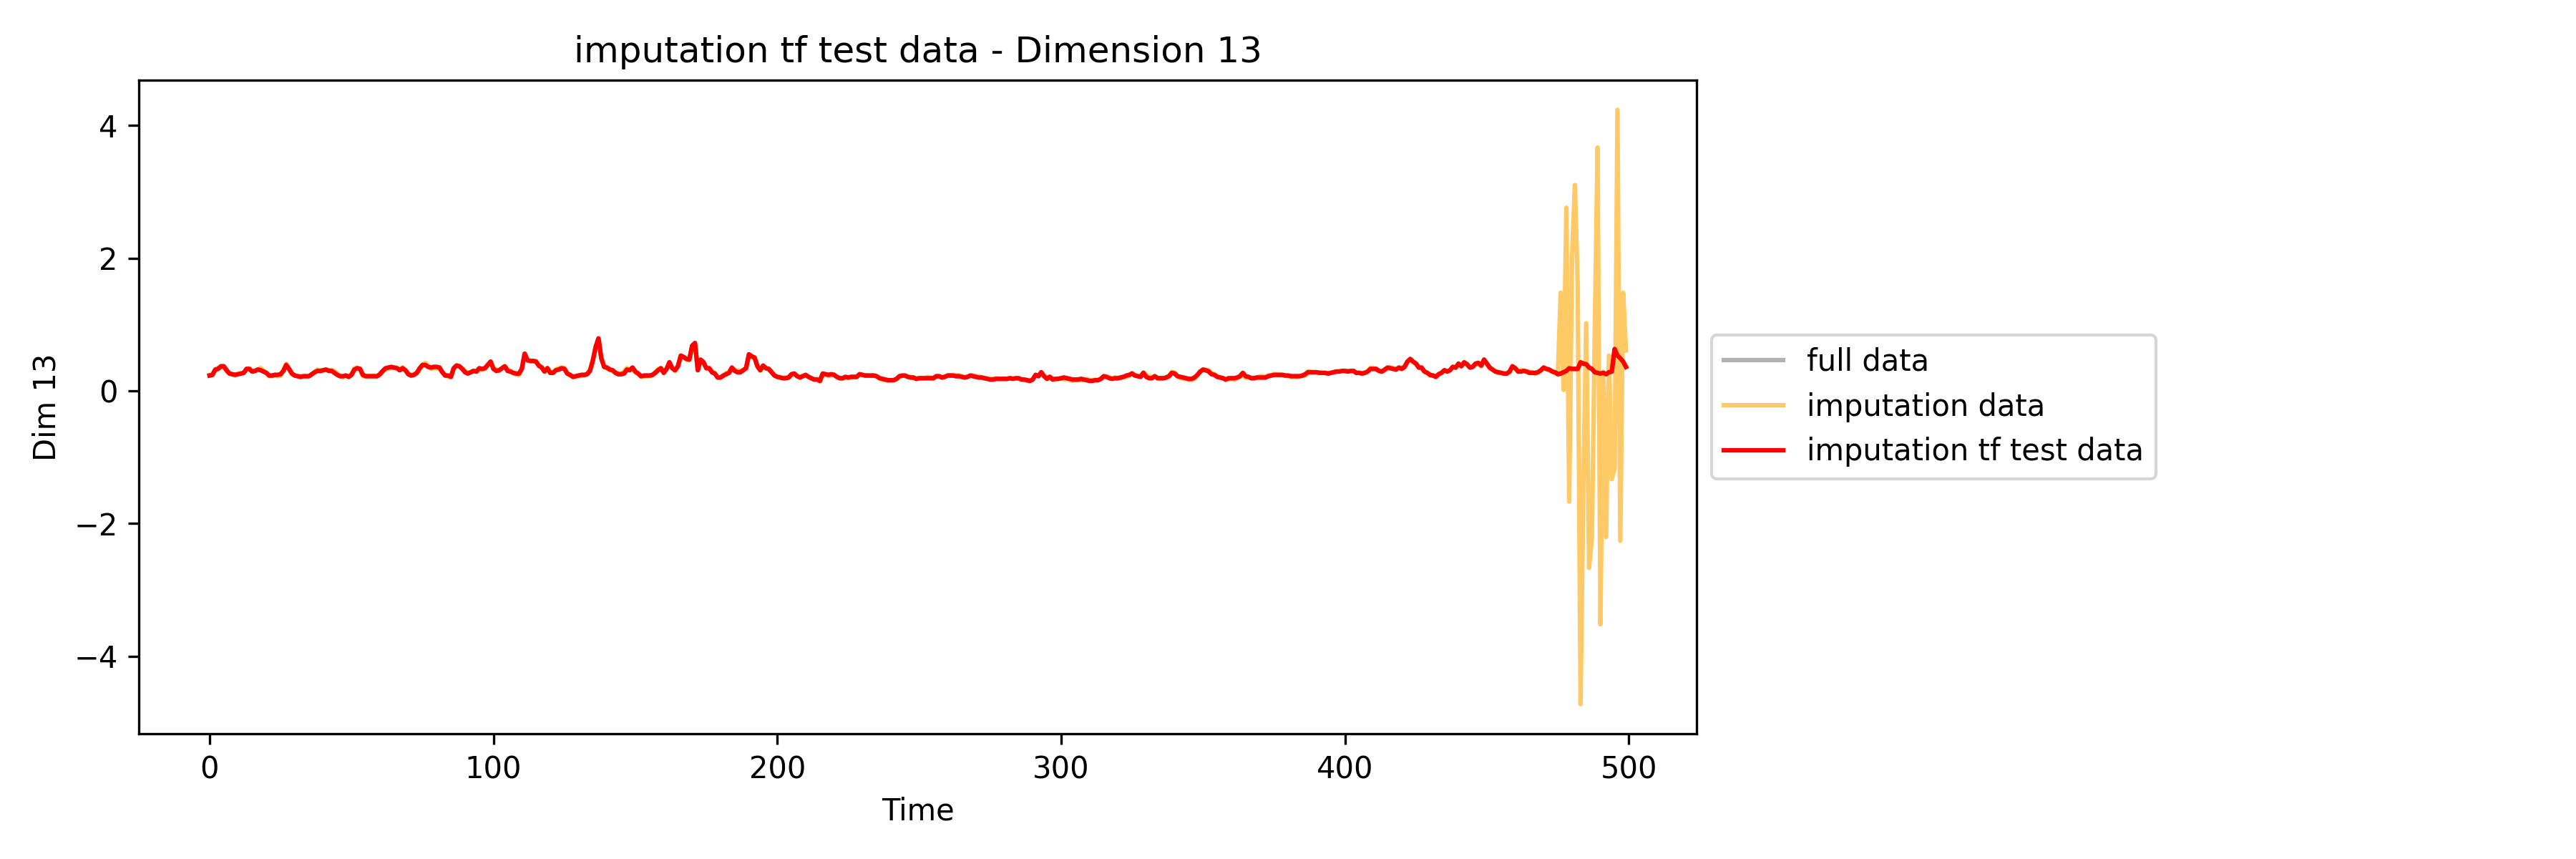 imputation tf test data - Dimension 13
4
2
0
−2
−4
Dim 13
0 100 200 300 400 500
Time
full data
imputation data
imputation tf test data